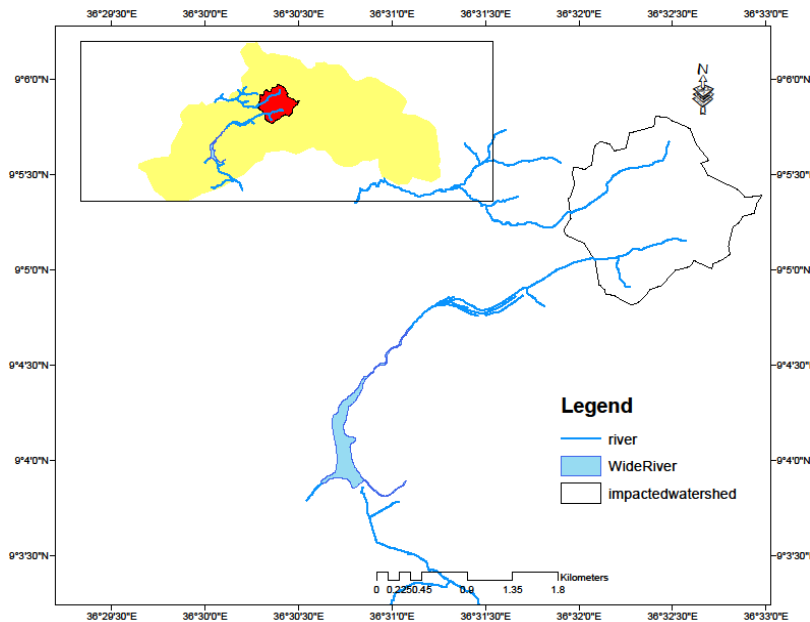 36°29'30"E 36°30'0"E 36°30'30"E 36°31'0"E 36°31'30"E 36°32'0"E 36°32'30"E 36°33'0"E
N
9°6'0"N 9°6'0"N
9°5'30"N 9°5'30"N
9°5'0"N 9°5'0"N
9°4'30"N 9°4'30"N
Legend
river
9°4'0"N WideRiver 9°4'0"N
impactedwatershed
9°3'30"N 9°3'30"N
Kilometers
0 0.2250.45 0.9 1.35 1.8
36°29'30"E 36°30'0"E 36°30'30"E 36°31'0"E 36°31'30"E 36°32'0"E 36°32'30"E 36°33'0"E